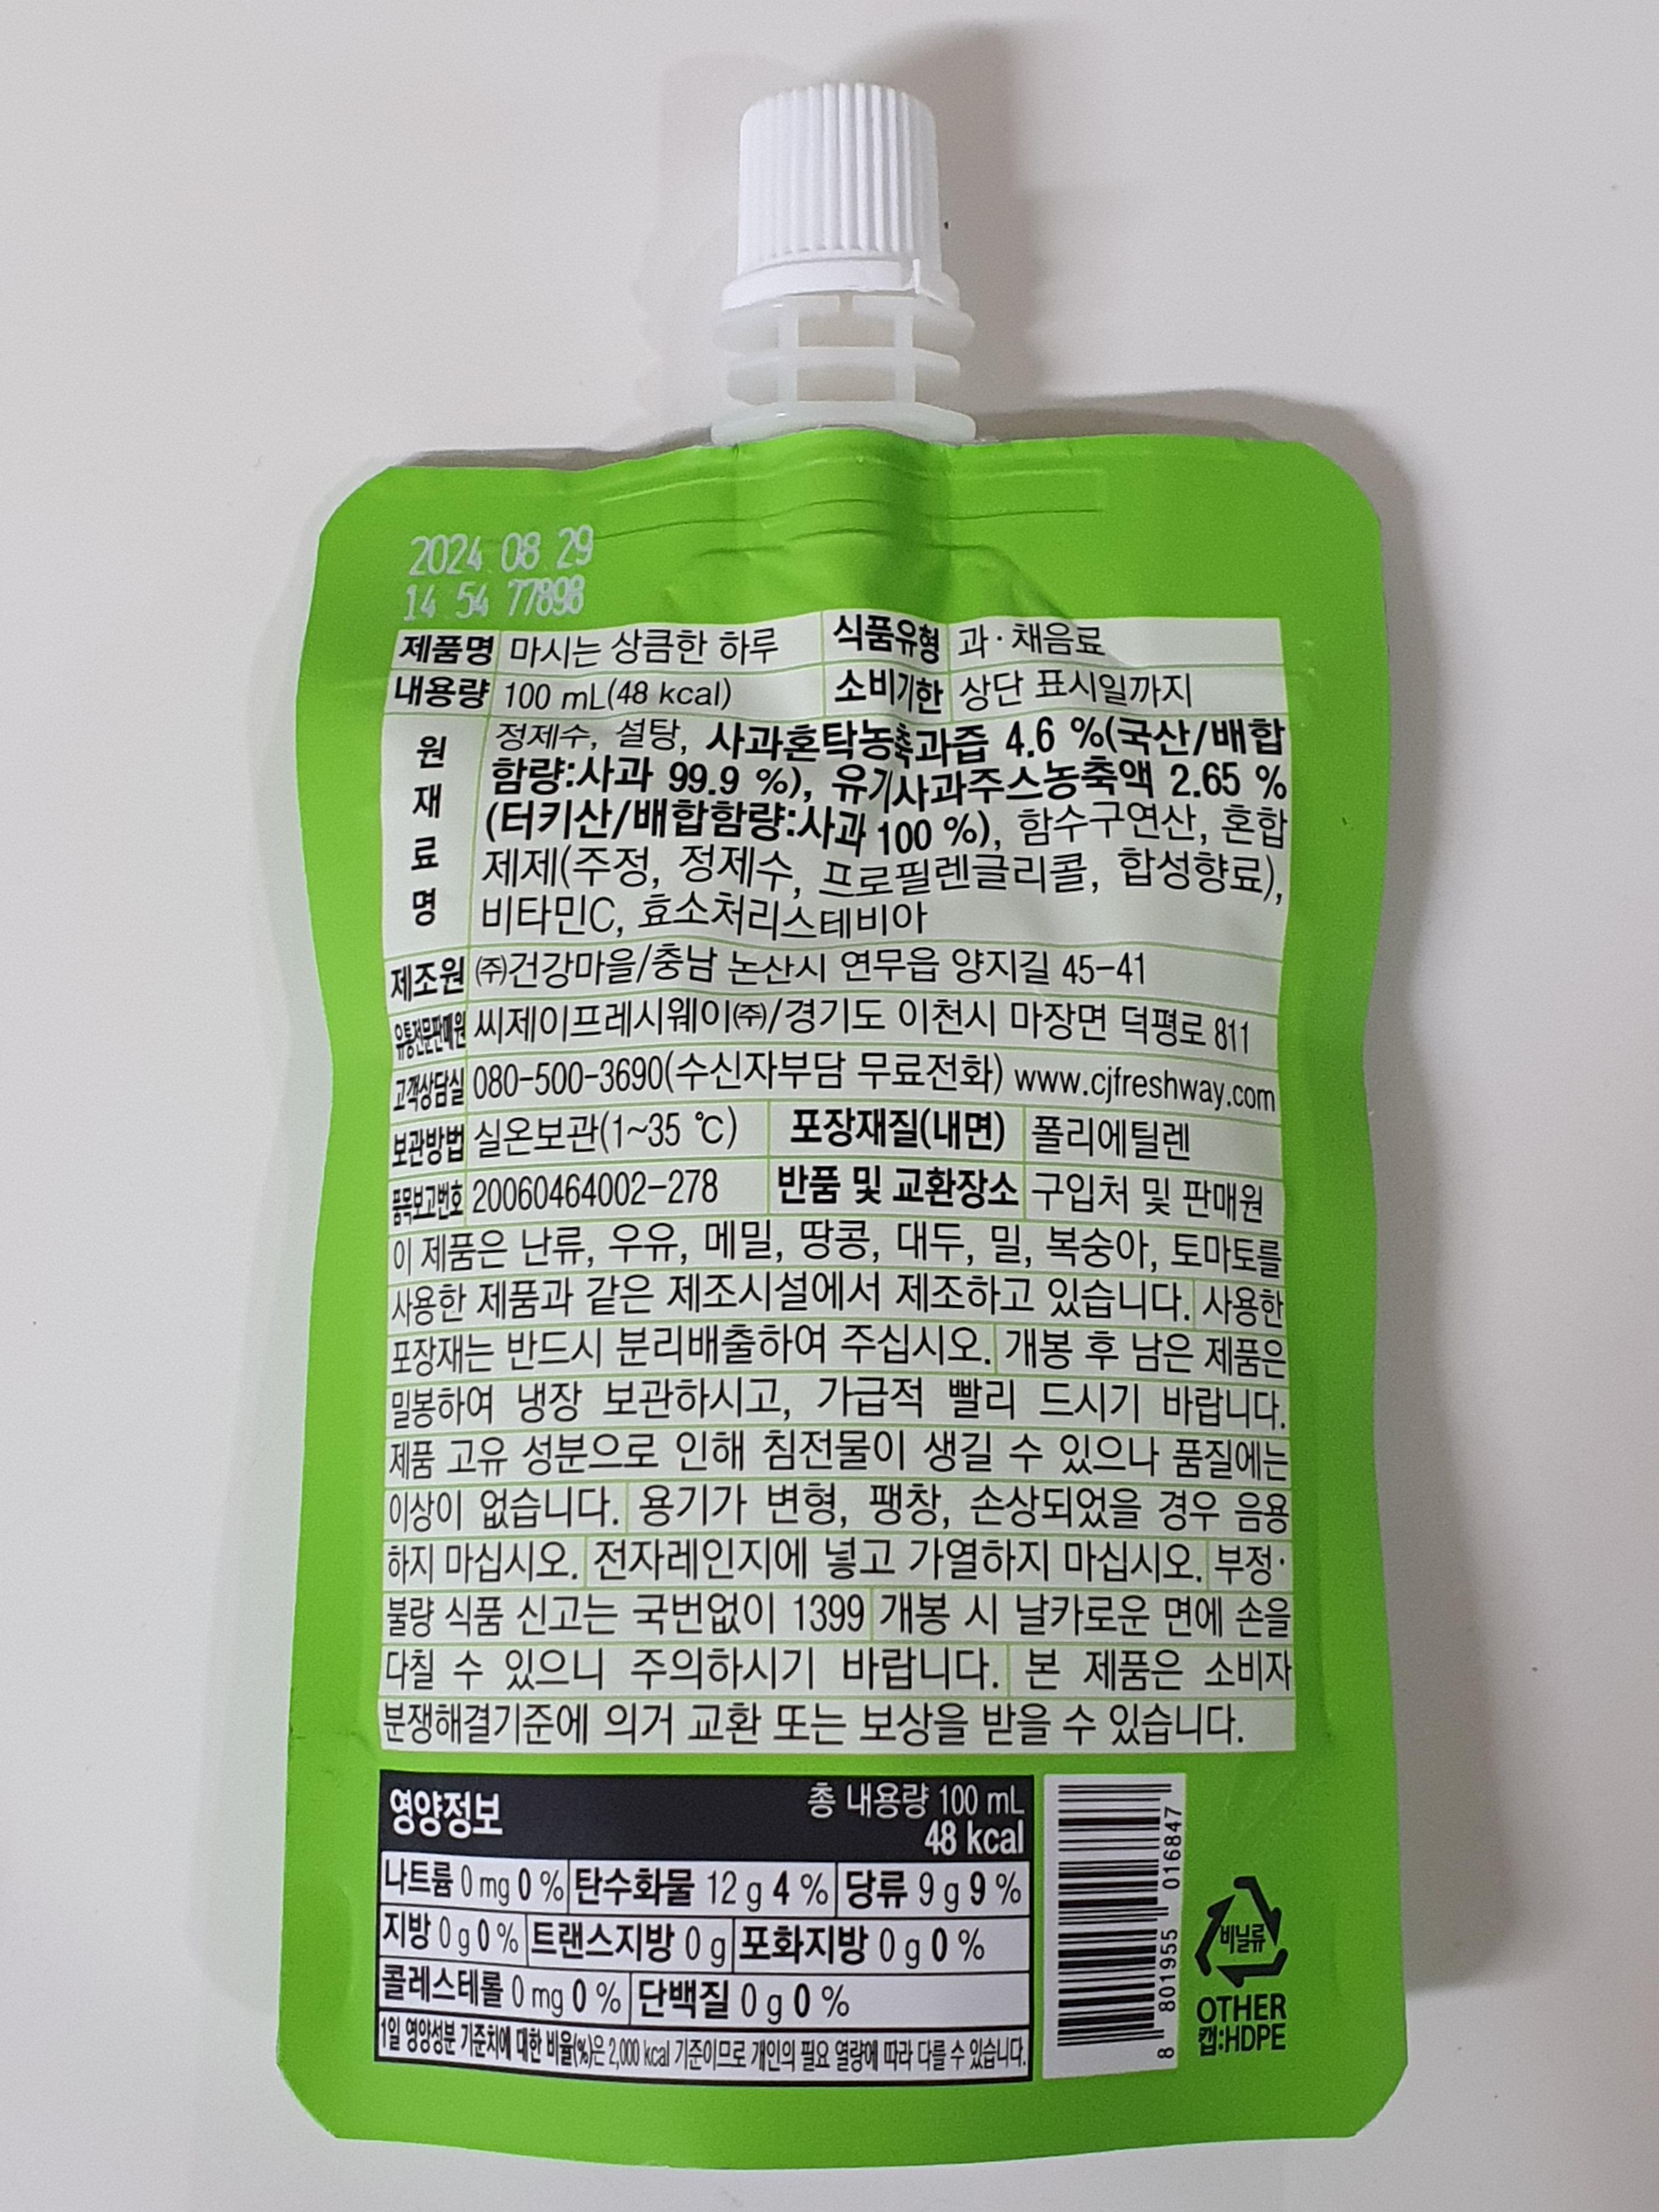 2024.08.29
14 54 77898
제품명 마시는 상큼한 하루 식품유형 과·채음료
내용량 100 mL(48 kcal) 소비기한 상단 표시일까지
원재료명 정제수, 설탕, 사과혼탁농축과즙 4.6 %(국산/배합
함량:사과 99.9 %), 유기사과주스농축액 2.65 %
(터키산/배합함량:사과 100 %), 함수구연산, 혼합
제제(주정, 정제수, 프로필렌글리콜, 합성향료),
비타민C, 효소처리스테비아
제조원 ㈜건강마을/충남 논산시 연무읍 양지길 45-41
유통전문판매원 씨제이프레시웨이㈜/경기도 이천시 마장면 덕평로 811
고객상담실 080-500-3690(수신자부담 무료전화) www.cjfreshway.com
보관방법 실온보관(1~35 ℃) 포장재질(내면) 폴리에틸렌
품목보고번호 20060464002-278 반품 및 교환장소 구입처 및 판매원
이 제품은 난류, 우유, 메밀, 땅콩, 대두, 밀, 복숭아, 토마토를
사용한 제품과 같은 제조시설에서 제조하고 있습니다. 사용한
포장재는 반드시 분리배출하여 주십시오. 개봉 후 남은 제품은
밀봉하여 냉장 보관하시고, 가급적 빨리 드시기 바랍니다.
제품 고유 성분으로 인해 침전물이 생길 수 있으나 품질에는
이상이 없습니다. 용기가 변형, 팽창, 손상되었을 경우 음용
하지 마십시오. 전자레인지에 넣고 가열하지 마십시오. 부정·
불량 식품 신고는 국번없이 1399 개봉 시 날카로운 면에 손을
다칠 수 있으니 주의하시기 바랍니다. 본 제품은 소비자
분쟁해결기준에 의거 교환 또는 보상을 받을 수 있습니다.
영양정보 총 내용량 100 mL
48 kcal
나트륨 0 mg 0 % 탄수화물 12 g 4 % 당류 9 g 9 %
지방 0 g 0 % 트랜스지방 0 g 포화지방 0 g 0 %
콜레스테롤 0 mg 0 % 단백질 0 g 0 %
1일 영양성분 기준치에 대한 비율(%)은 2,000 kcal 기준이므로 개인의 필요 열량에 따라 다를 수 있습니다.
8 801955 016847
비닐류
OTHER
캡:HDPE